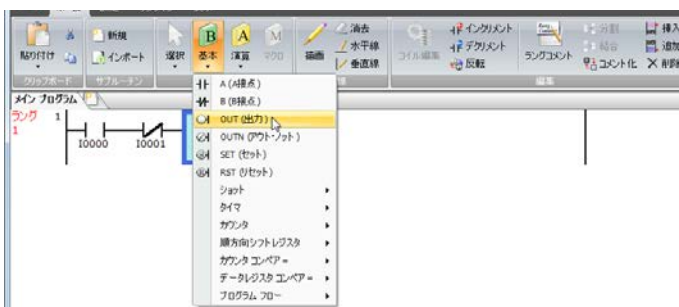 新規
消去
インクリメント
分割
挿入
貼り付け
インポート
選択
基本
演算
マクロ
描画
水平線
垂直線
コイル編集
デクリメント
反転
ラングコメント
結合
追加
コメント化
削除
クリップボード
サブルーチン
線
編集
メイン プログラム
ラング 1
1
I0000
I0001
A (A接点)
B (B接点)
OUT (出力)
OUTN (アウト・ノット)
SET (セット)
RST (リセット)
ショット
タイマ
カウンタ
順方向シフトレジスタ
カウンタ コンペア =
データレジスタ コンペア =
プログラム フロー